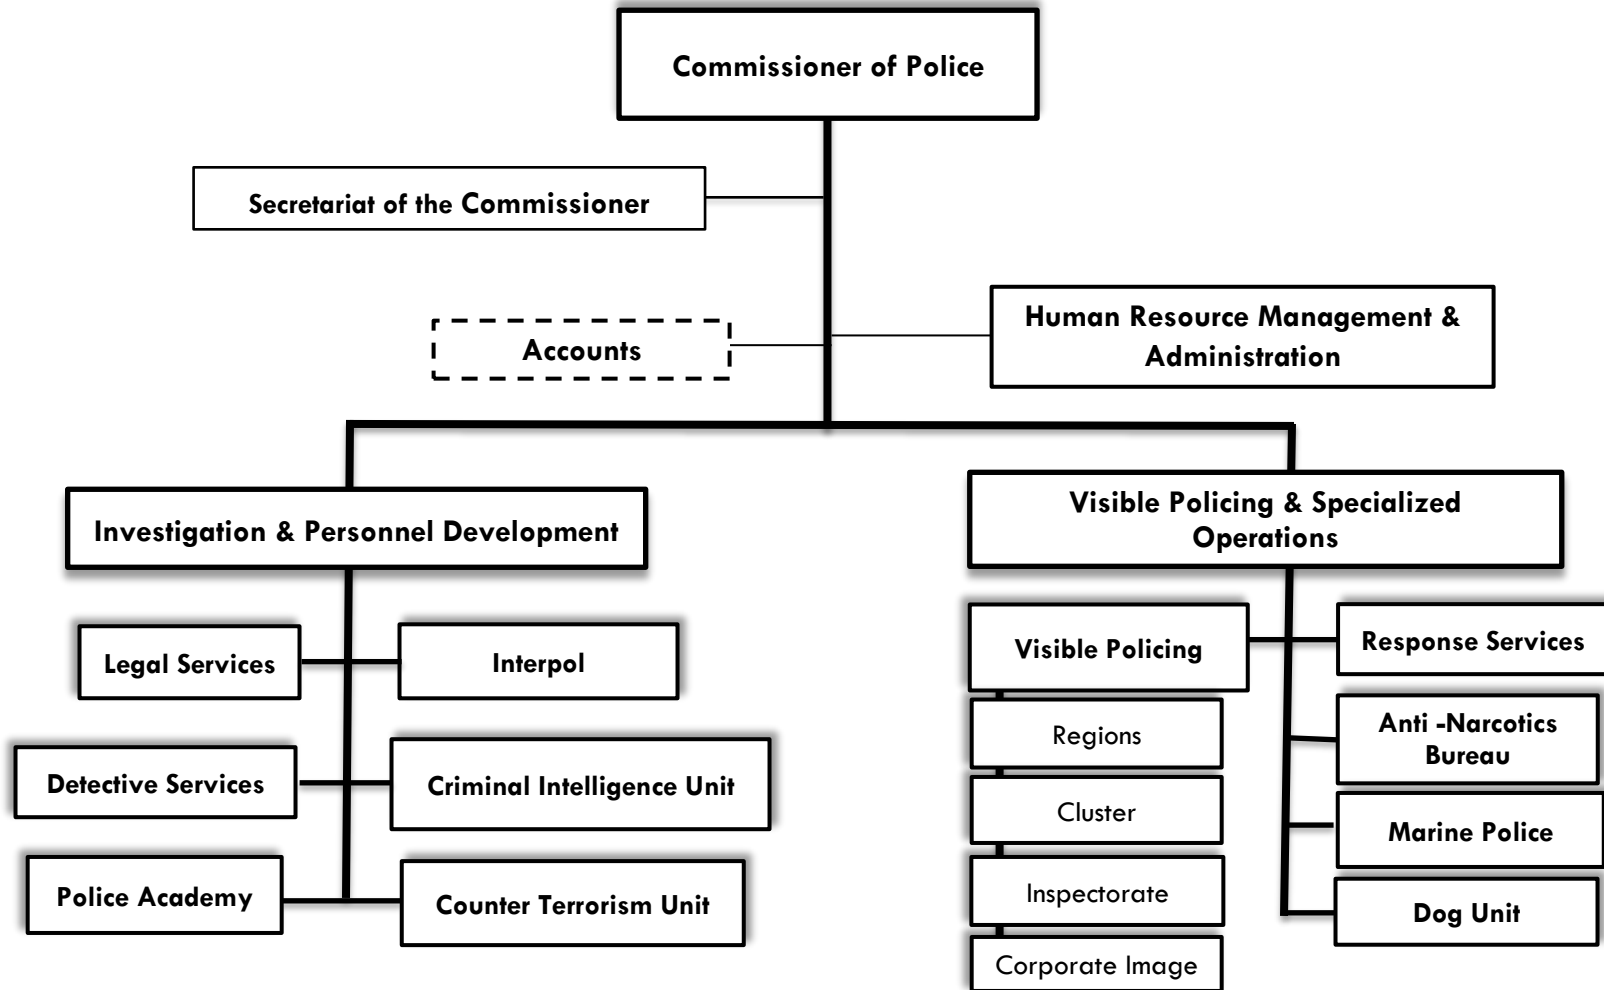 Commissioner of Police
Secretariat of the Commissioner
Human Resource Management &
Administration
Accounts
Investigation & Personnel Development
Visible Policing & Specialized
Operations
Legal Services
Interpol
Detective Services
Criminal Intelligence Unit
Police Academy
Counter Terrorism Unit
Visible Policing
Regions
Cluster
Inspectorate
Corporate Image
Response Services
Anti -Narcotics
Bureau
Marine Police
Dog Unit